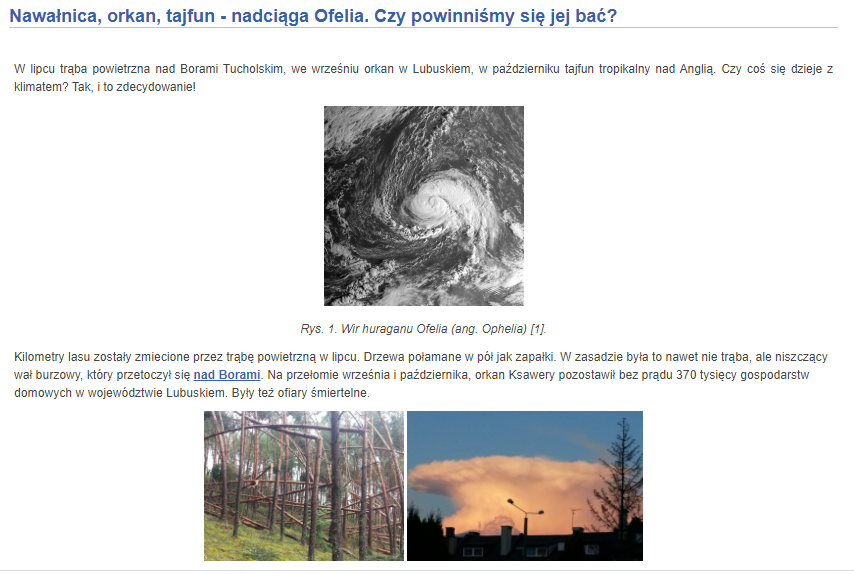 Nawałnica, orkan, tajfun - nadciąga Ofelia. Czy powinniśmy się jej bać?
W lipcu trąba powietrzna nad Borami Tucholskim, we wrześniu orkan w Lubuskiem, w październiku tajfun tropikalny nad Anglią. Czy coś się dzieje z
klimatem? Tak, i to zdecydowanie!
Rys. 1. Wir huraganu Ofelia (ang. Ophelia) [1].
Kilometry lasu zostały zmiecione przez trąbę powietrzną w lipcu. Drzewa połamane w pół jak zapałki. W zasadzie była to nawet nie trąba, ale niszczący
wał burzowy, który przetoczył się nad Borami. Na przełomie września i października, orkan Ksawery pozostawił bez prądu 370 tysięcy gospodarstw
domowych w województwie Lubuskiem. Były też ofiary śmiertelne.